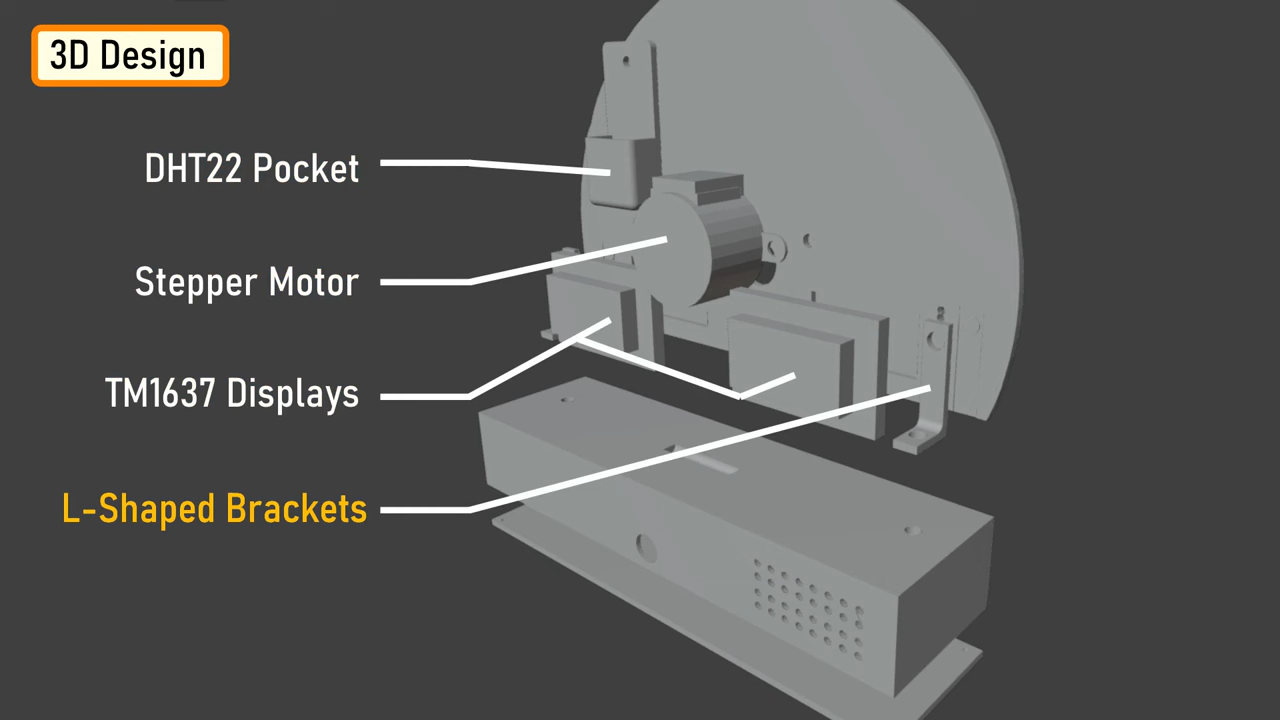 3D Design
DHT22 Pocket
Stepper Motor
TM1637 Displays
L-Shaped Brackets